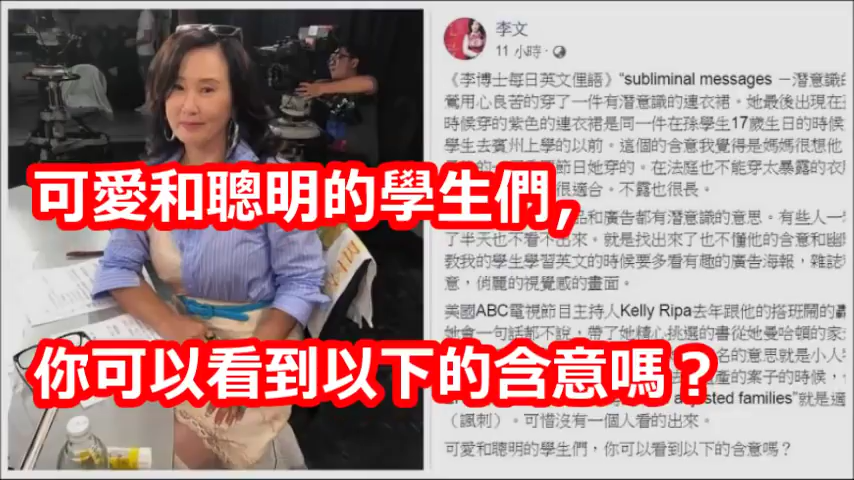 李文
11 小時 ·
《李博士每日英文俚語》“subliminal messages －潛意識
鶯用心良苦的穿了一件有潛意識的連衣裙。她最後出現在
時候穿的紫色的連衣裙是同一件在孫學生17歲生日的時候
學生去賓州上學的以前。這個的含意我覺得是媽媽很想他
節日她穿的。在法庭也不能穿太暴露的衣
很適合。不露也很長。
可愛和聰明的學生們,
品和廣告都有潛意識的意思。有些人一
了半天也不看不出來。就是找出來了也不懂他的含意和幽
教我的學生學習英文的時候要多看有趣的廣告海報，雜誌
意，俏麗的視覺感的畫面。
美國ABC電視節目主持人Kelly Ripa去年跟他的搭班鬧的
她會一句話都不說，帶了她精心挑選的書從她曼哈頓的家
名的意思就是小人
的案子的時候，
families”就是適
你可以看到以下的含意嗎？
（諷刺）。可惜沒有一個人看的出來。
可愛和聰明的學生們，你可以看到以下的含意嗎？